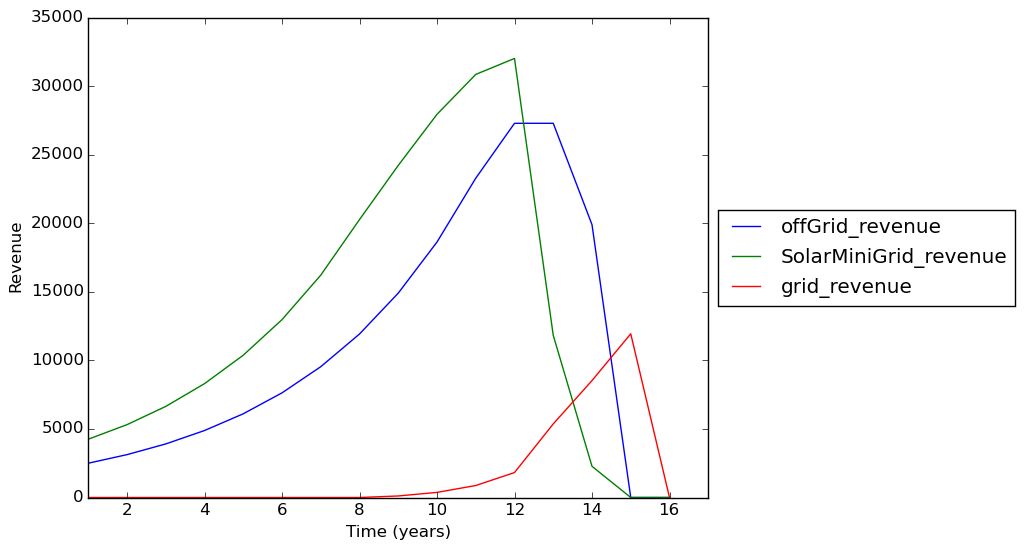 35000
30000
25000
20000
15000
10000
5000
0
Revenue
2 4 6 8 10 12 14 16
Time (years)
offGrid_revenue
SolarMiniGrid_revenue
grid_revenue